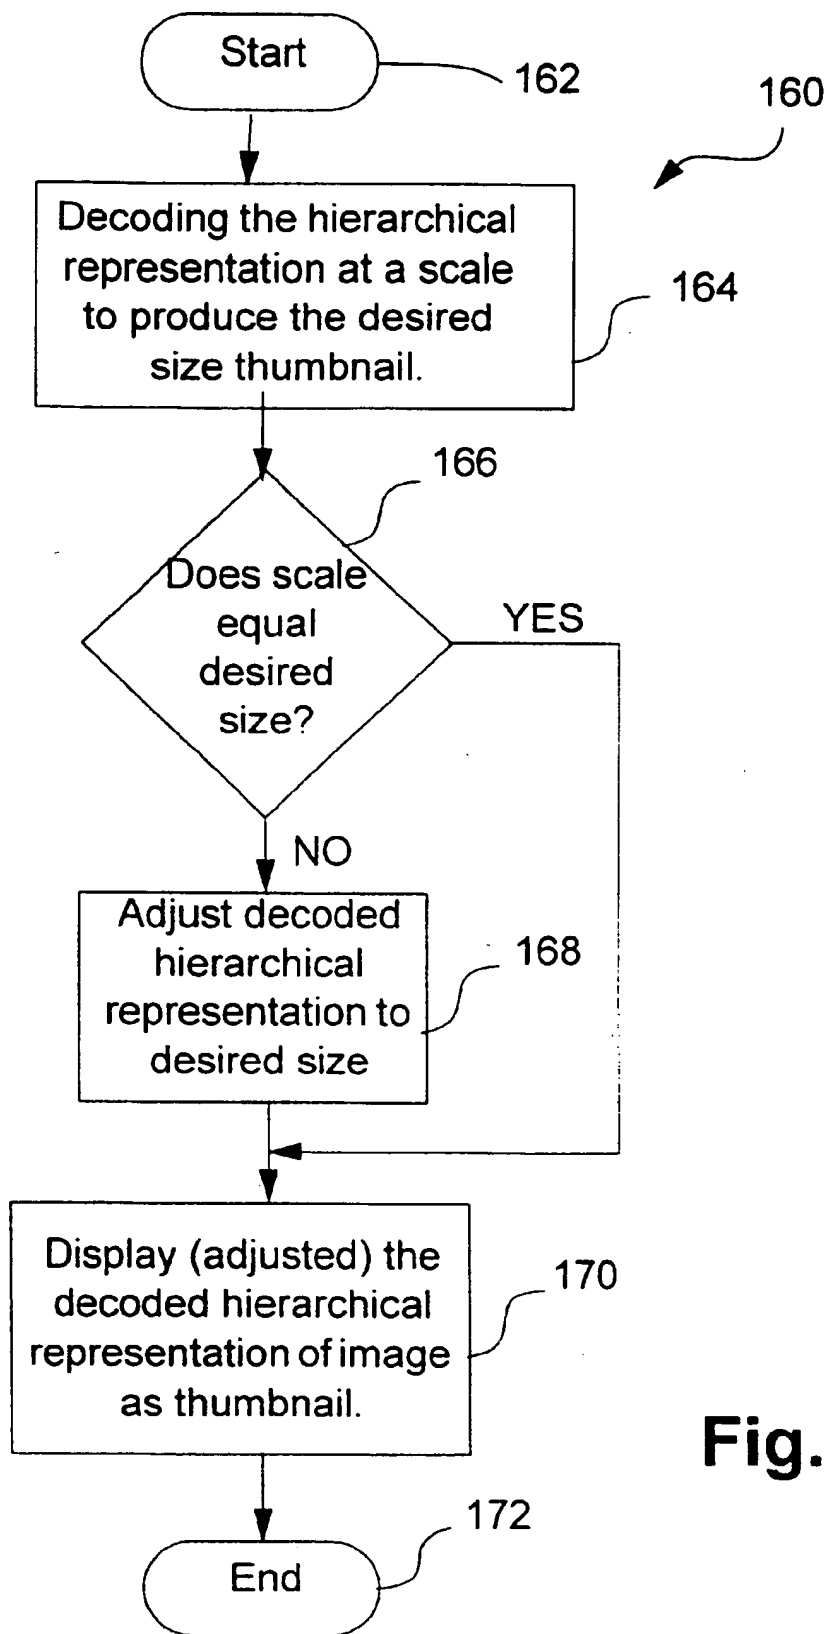 Start
162
160
Decoding the hierarchical
representation at a scale
to produce the desired
size thumbnail.
164
166
Does scale
equal
desired
size?
YES
NO
Adjust decoded
hierarchical
representation to
desired size
168
Display (adjusted) the
decoded hierarchical
representation of image
as thumbnail.
170
Fig.
172
End